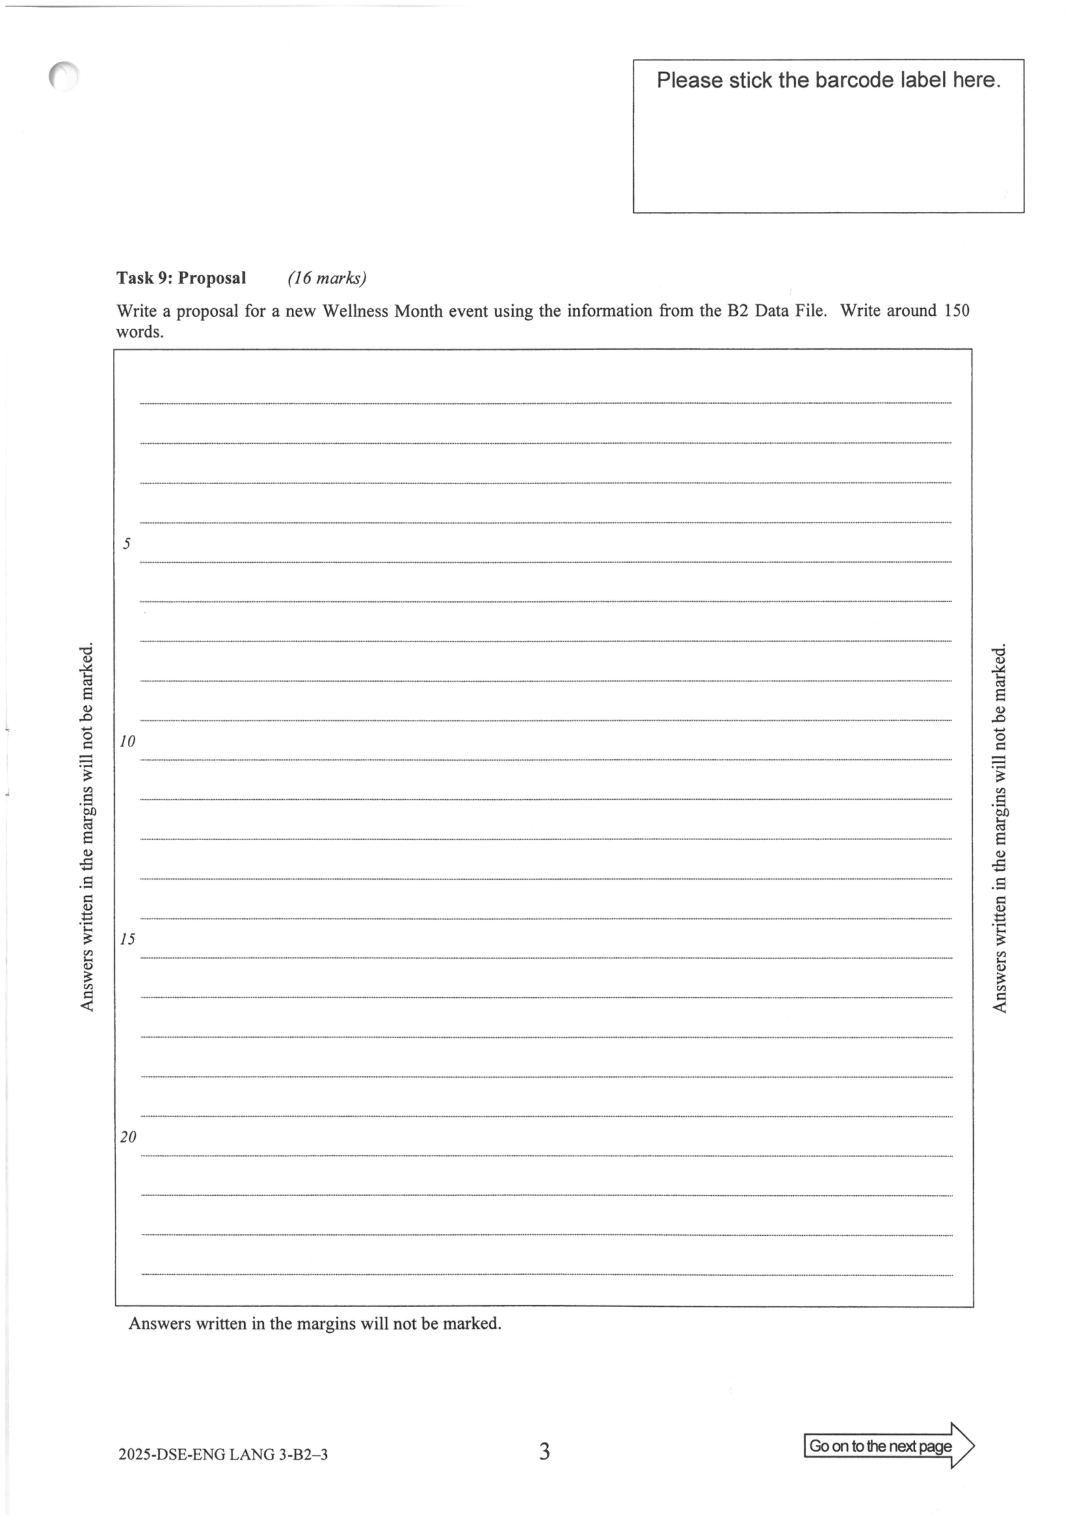 Please stick the barcode label here.
Task 9: Proposal (16 marks)
Write a proposal for a new Wellness Month event using the information from the B2 Data File. Write around 150
words.
5
10
15
20
Answers written in the margins will not be marked.
Answers written in the margins will not be marked.
Answers written in the margins will not be marked.
2025-DSE-ENG LANG 3-B2–3
3
Go on to the next page